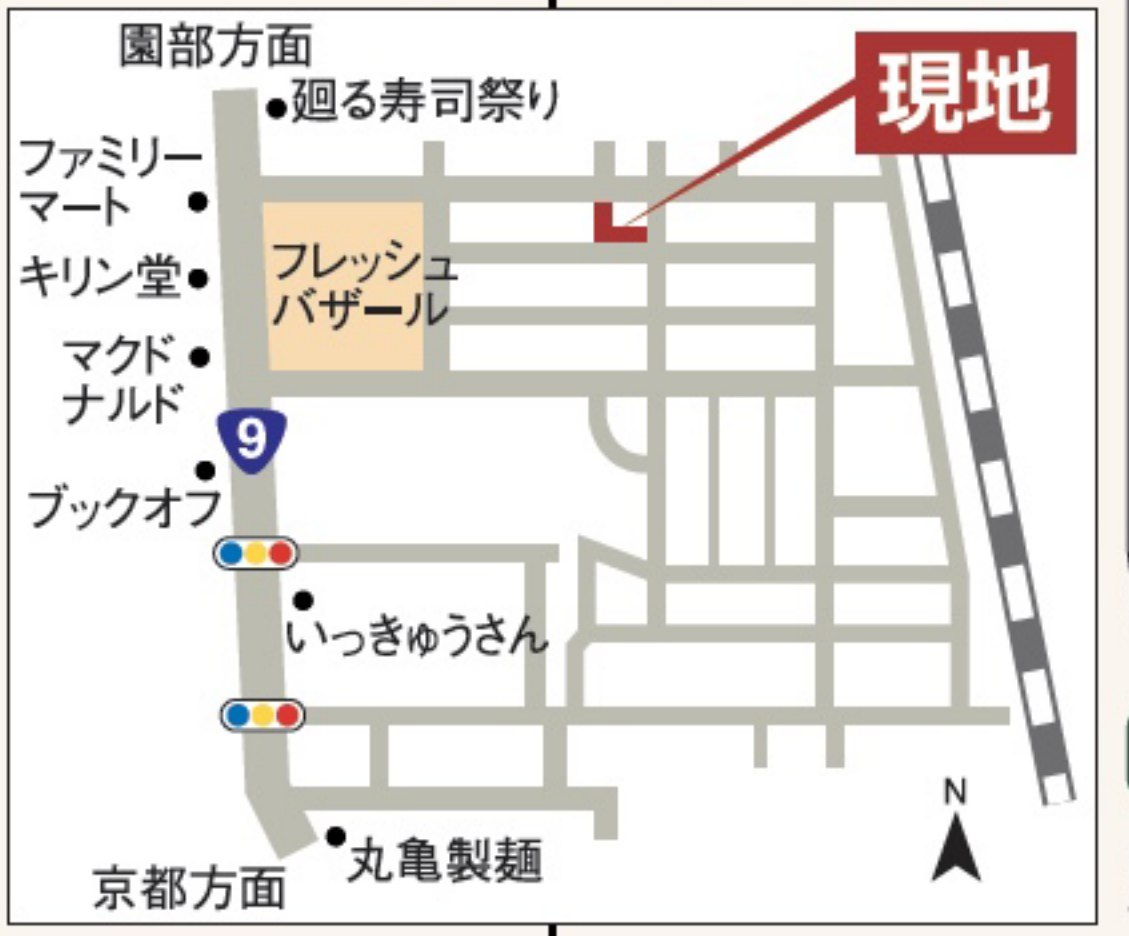 園部方面
廻る寿司祭り
現地
ファミリー
マート
キリン堂
フレッシュ
バザール
マクド
ナルド
9
ブックオフ
いっきゅうさん
N
丸亀製麺
京都方面